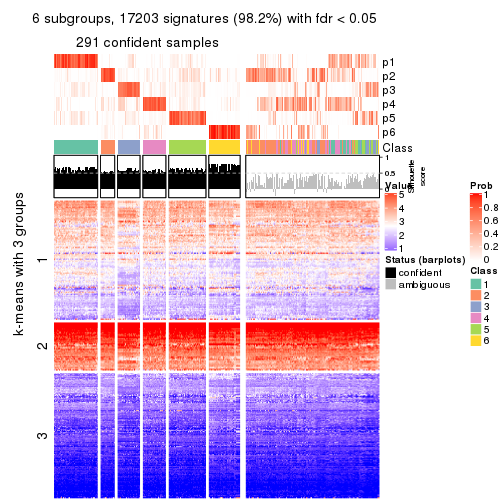 6 subgroups, 17203 signatures (98.2%) with fdr < 0.05
291 confident samples
p1
p2
p3
p4
p5
p6
Class
1
0.5
0
Silhouette
score
k-means with 3 groups
1
2
3
Value
5
4
3
2
1
Status (barplots)
confident
ambiguous
Prob
1
0.8
0.6
0.4
0.2
0
Class
1
2
3
4
5
6